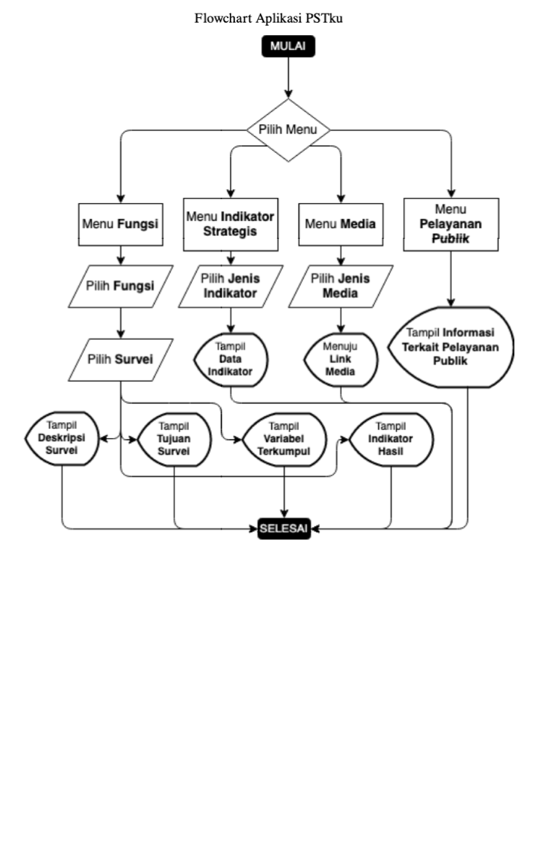 Flowchart Aplikasi PSTku
MULAI
Pilih Menu
Menu Fungsi
Menu Indikator
Strategis
Menu Media
Menu
Pelayanan
Publik
Pilih Fungsi
Pilih Jenis
Indikator
Pilih Jenis
Media
Pilih Survei
Tampil
Data
Indikator
Menuju
Link
Media
Tampil Informasi
Terkait Pelayanan
Publik
Tampil
Deskripsi
Survei
Tampil
Tujuan
Survei
Tampil
Variabel
Terkumpul
Tampil
Indikator
Hasil
SELESAI